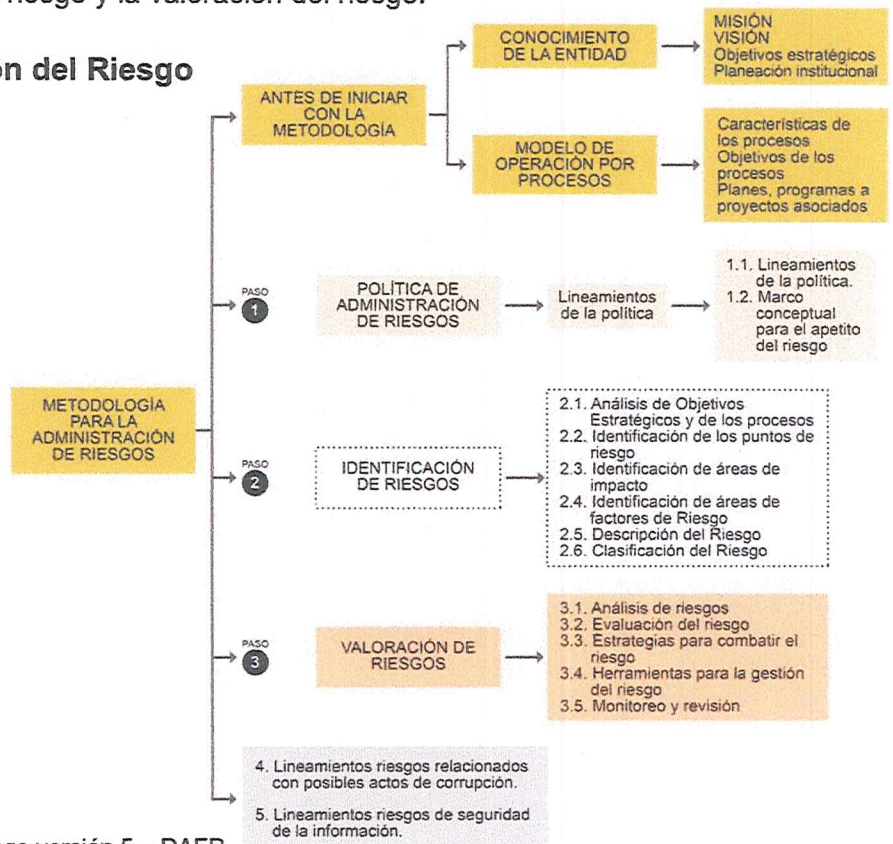 riesgo y la valoración del riesgo.
ón del Riesgo
ANTES DE INICIAR
CON LA
METODOLOGÍA
CONOCIMIENTO
DE LA ENTIDAD
MISIÓN
VISIÓN
Objetivos estratégicos
Planeación institucional
MODELO DE
OPERACIÓN POR
PROCESOS
Características de
los procesos
Objetivos de los
procesos
Planes, programas a
proyectos asociados
METODOLOGÍA
PARA LA
ADMINISTRACIÓN
DE RIESGOS
PASO
1
POLÍTICA DE
ADMINISTRACIÓN
DE RIESGOS
Lineamientos
de la política
1.1. Lineamientos
de la política.
1.2. Marco
conceptual
para el apetito
del riesgo
PASO
2
IDENTIFICACIÓN
DE RIESGOS
2.1. Análisis de Objetivos
Estratégicos y de los procesos
2.2. Identificación de los puntos de
riesgo
2.3. Identificación de áreas de
impacto
2.4. Identificación de áreas de
factores de Riesgo
2.5. Descripción del Riesgo
2.6. Clasificación del Riesgo
PASO
3
VALORACIÓN DE
RIESGOS
3.1. Análisis de riesgos
3.2. Evaluación del riesgo
3.3. Estrategias para combatir el
riesgo
3.4. Herramientas para la gestión
del riesgo
3.5. Monitoreo y revisión
4. Lineamientos riesgos relacionados
con posibles actos de corrupción.
5. Lineamientos riesgos de seguridad
de la información.
versión 5